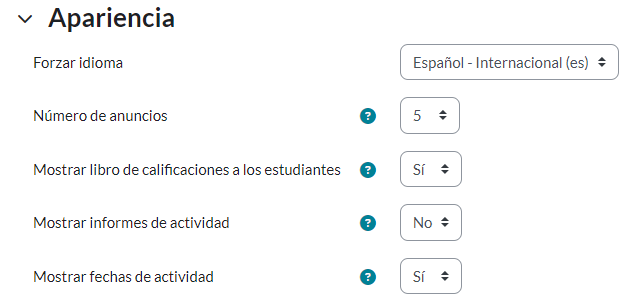 Apariencia
Forzar idioma Español - Internacional (es)
Número de anuncios ? 5
Mostrar libro de calificaciones a los estudiantes ? Sí
Mostrar informes de actividad ? No
Mostrar fechas de actividad ? Sí